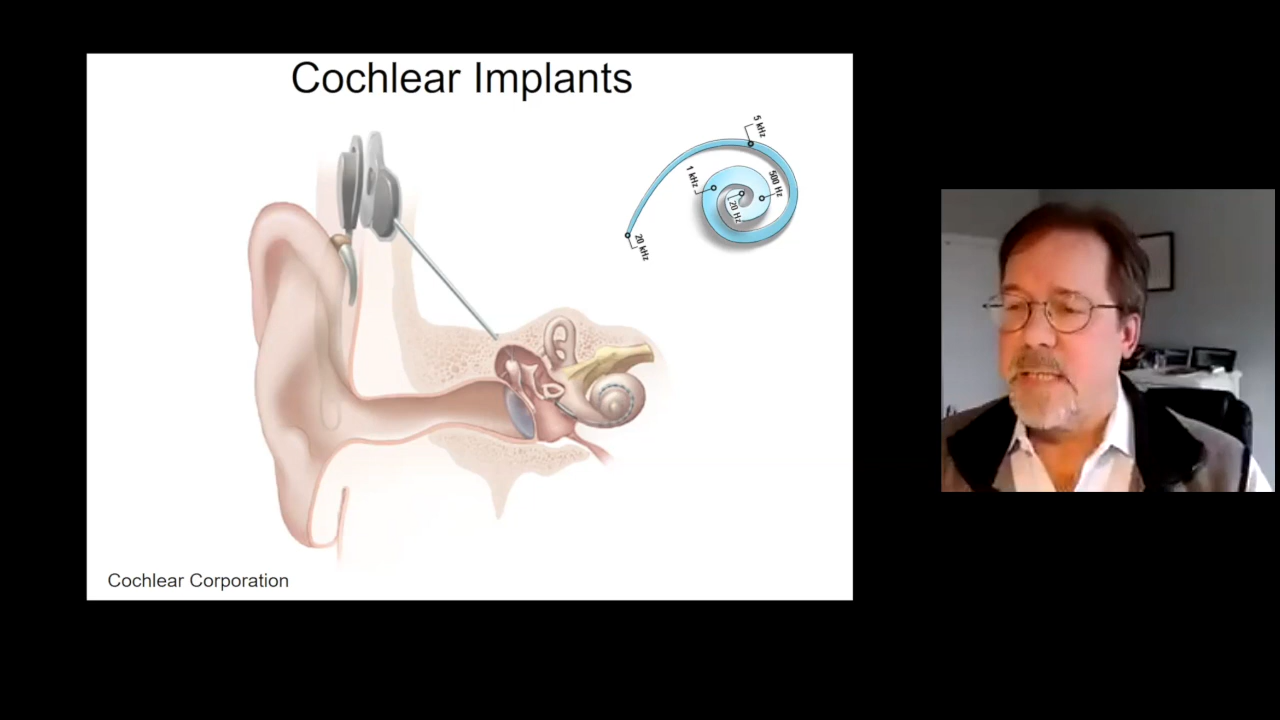 Cochlear Implants
5 kHz
1 kHz
500 Hz
20 Hz
20 kHz
Cochlear Corporation